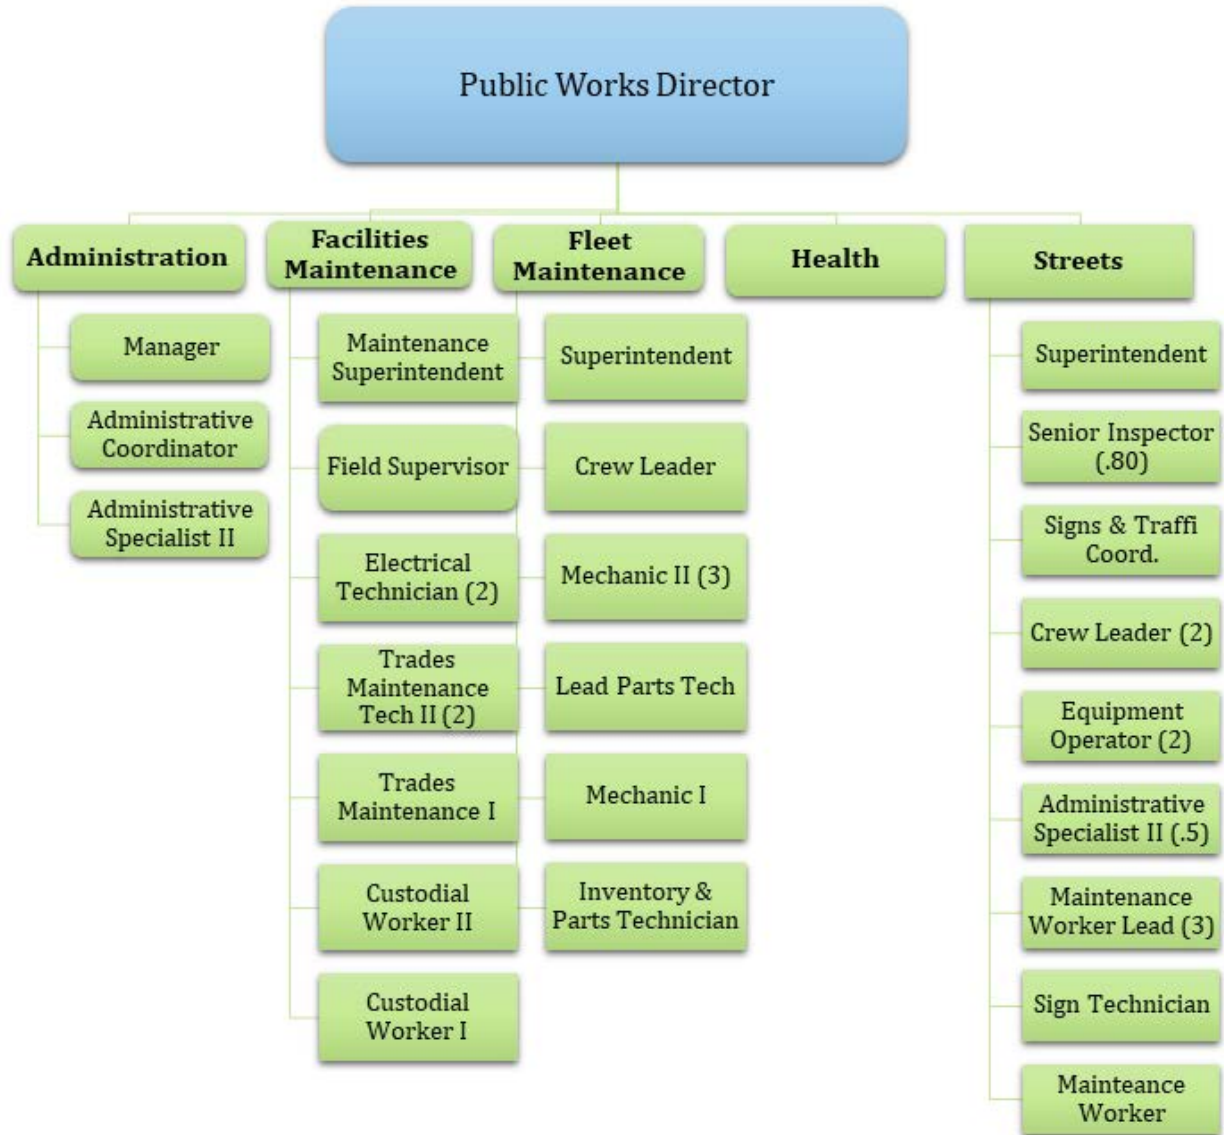 Public Works Director
Administration
Manager
Administrative
Coordinator
Administrative
Specialist II
Facilities
Maintenance
Maintenance
Superintendent
Field Supervisor
Electrical
Technician (2)
Trades
Maintenance
Tech II (2)
Trades
Maintenance I
Custodial
Worker II
Custodial
Worker I
Fleet
Maintenance
Superintendent
Crew Leader
Mechanic II (3)
Lead Parts Tech
Mechanic I
Inventory &
Parts Technician
Health
Streets
Superintendent
Senior Inspector
(.80)
Signs & Traffi
Coord.
Crew Leader (2)
Equipment
Operator (2)
Administrative
Specialist II (.5)
Maintenance
Worker Lead (3)
Sign Technician
Mainteance
Worker